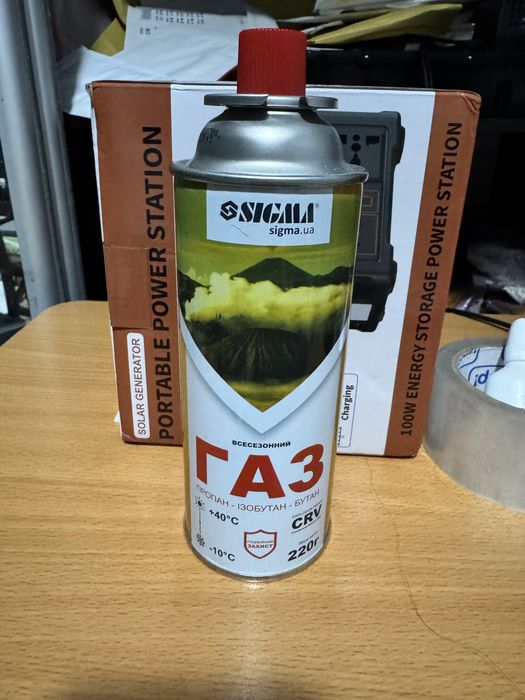 SIGMA®
sigma.ua
ВСЕСЕЗОННИЙ
ГАЗ
ПРОПАН - ІЗОБУТАН - БУТАН
+40°C
-10°C
ЗАХИСТ
CRV
220г
SOLAR GENERATOR
PORTABLE POWER STATION
Charging
100W ENERGY STORAGE POWER STATION